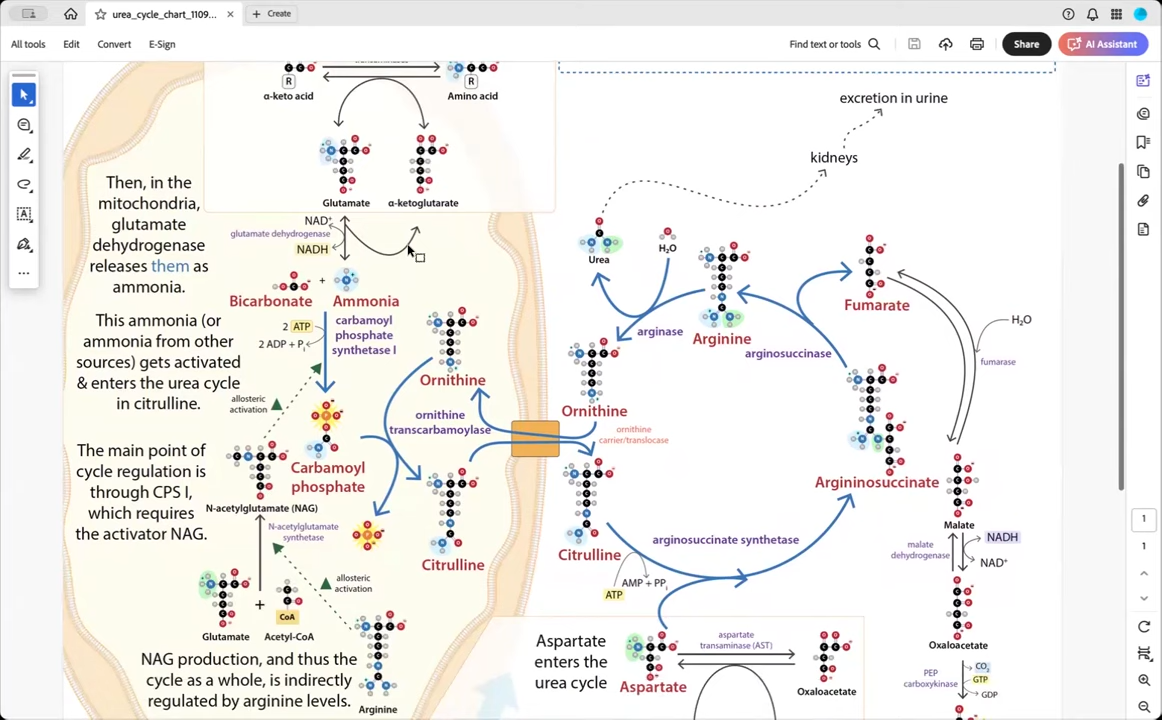 urea_cycle_chart_1109...
Create
All tools
Edit
Convert
E-Sign
Find text or tools
Share
AI Assistant
α-keto acid
R
Amino acid
R
Glutamate
α-ketoglutarate
Then, in the
mitochondria,
glutamate
dehydrogenase
releases them as
ammonia.
This ammonia (or
ammonia from other
sources) gets activated
& enters the urea cycle
in citrulline.
The main point of
cycle regulation is
through CPS I,
which requires
the activator NAG.
NAD⁺
glutamate dehydrogenase
NADH
+
Bicarbonate
Ammonia
2 ATP
2 ADP + Pᵢ
carbamoyl
phosphate
synthetase I
allosteric
activation
Carbamoyl
phosphate
N-acetylglutamate (NAG)
N-acetylglutamate
synthetase
allosteric
activation
+
CoA
Glutamate
Acetyl-CoA
NAG production, and thus the
cycle as a whole, is indirectly
regulated by arginine levels.
Arginine
Ornithine
ornithine
transcarbamoylase
Citrulline
excretion in urine
kidneys
Urea
H₂O
arginase
Arginine
arginosuccinase
Fumarate
H₂O
fumarase
Ornithine
ornithine
carrier/translocase
Citrulline
ATP
AMP + PPᵢ
arginosuccinate synthetase
Argininosuccinate
Malate
malate
dehydrogenase
NADH
NAD⁺
Oxaloacetate
PEP
carboxykinase
CO₂
GTP
GDP
Aspartate
enters the
urea cycle
Aspartate
aspartate
transaminase (AST)
Oxaloacetate
1
1